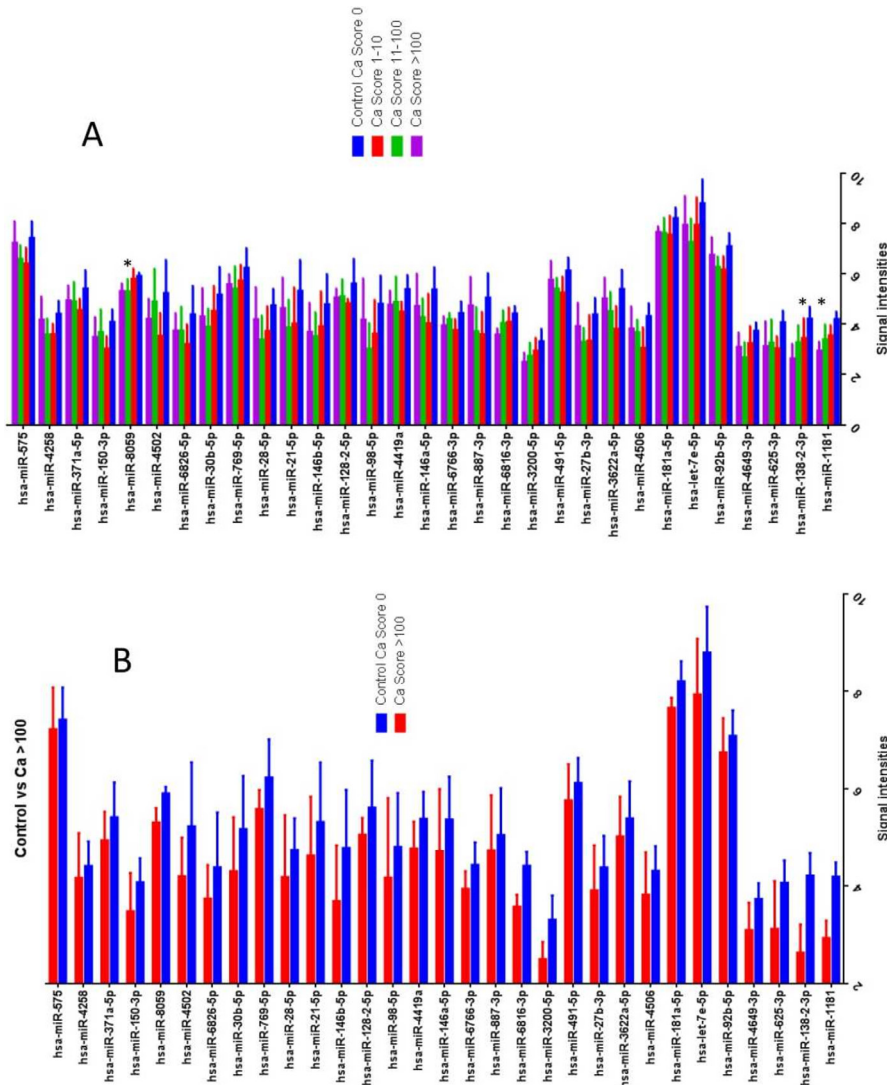 A
Control Ca Score 0
Ca Score 1-10
Ca Score 11-100
Ca Score >100
*
*
*
10
8
6
4
2
0
Signal intensities
hsa-miR-575
hsa-miR-4258
hsa-miR-371a-5p
hsa-miR-150-3p
hsa-miR-8059
hsa-miR-4502
hsa-miR-6826-5p
hsa-miR-30b-5p
hsa-miR-769-5p
hsa-miR-28-5p
hsa-miR-21-5p
hsa-miR-146b-5p
hsa-miR-128-2-5p
hsa-miR-98-5p
hsa-miR-4419a
hsa-miR-146a-5p
hsa-miR-6766-3p
hsa-miR-887-3p
hsa-miR-6816-3p
hsa-miR-3200-5p
hsa-miR-491-5p
hsa-miR-27b-3p
hsa-miR-3622a-5p
hsa-miR-4506
hsa-miR-181a-5p
hsa-let-7e-5p
hsa-miR-92b-5p
hsa-miR-4649-3p
hsa-miR-625-3p
hsa-miR-138-2-3p
hsa-miR-1181
B
Control vs Ca >100
Control Ca Score 0
Ca Score >100
10
8
6
4
2
Signal intensities
hsa-miR-575
hsa-miR-4258
hsa-miR-371a-5p
hsa-miR-150-3p
hsa-miR-8059
hsa-miR-4502
hsa-miR-6826-5p
hsa-miR-30b-5p
hsa-miR-769-5p
hsa-miR-28-5p
hsa-miR-21-5p
hsa-miR-146b-5p
hsa-miR-128-2-5p
hsa-miR-98-5p
hsa-miR-4419a
hsa-miR-146a-5p
hsa-miR-6766-3p
hsa-miR-887-3p
hsa-miR-6816-3p
hsa-miR-3200-5p
hsa-miR-491-5p
hsa-miR-27b-3p
hsa-miR-3622a-5p
hsa-miR-4506
hsa-miR-181a-5p
hsa-let-7e-5p
hsa-miR-92b-5p
hsa-miR-4649-3p
hsa-miR-625-3p
hsa-miR-138-2-3p
hsa-miR-1181